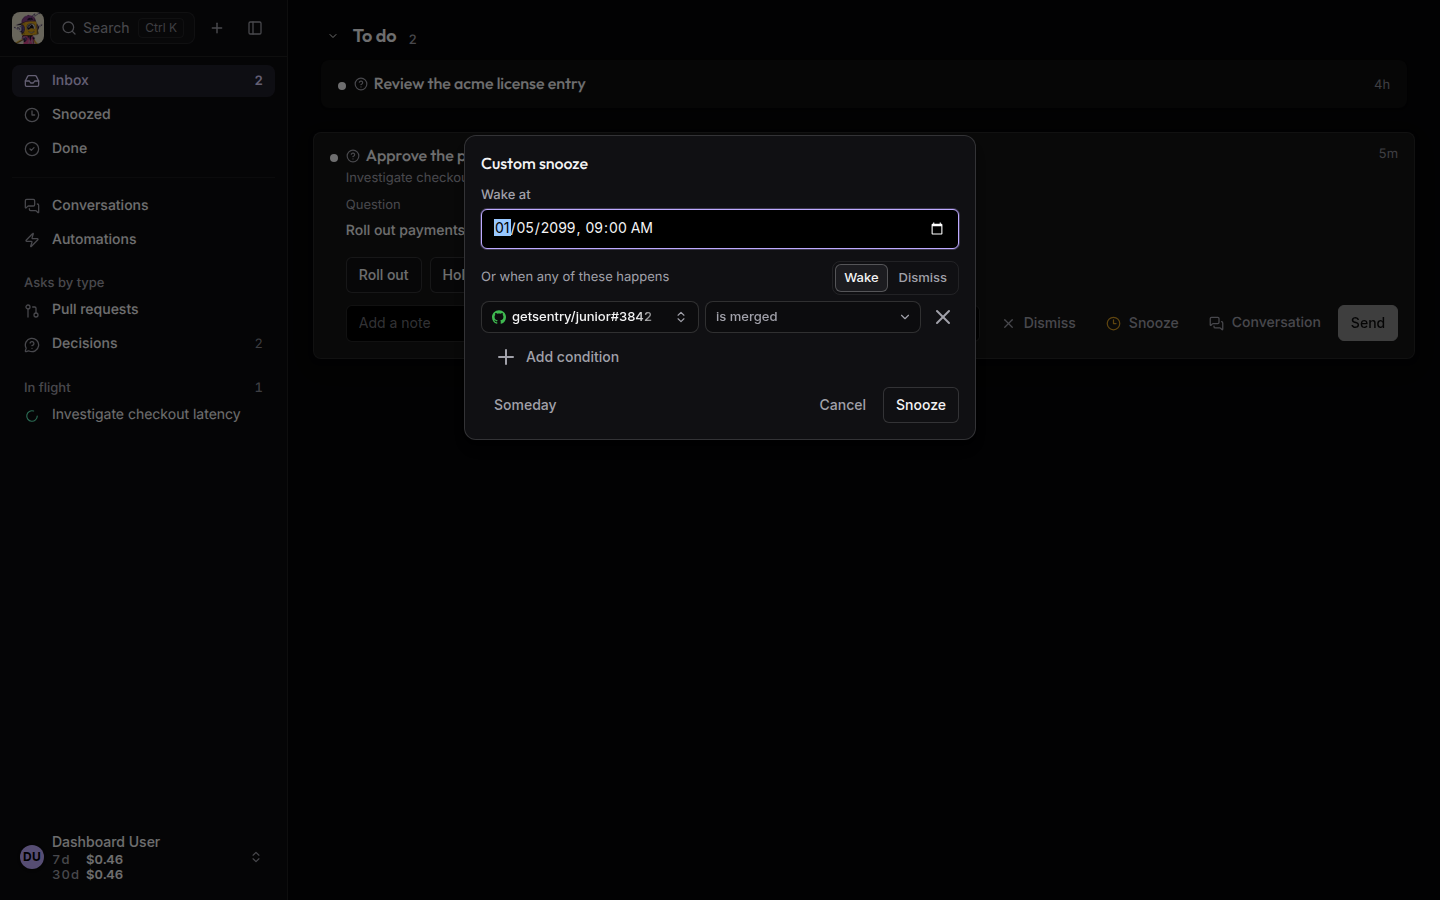 Search Ctrl K
Inbox 2
Snoozed
Done
Conversations
Automations
Asks by type
Pull requests
Decisions 2
In flight 1
Investigate checkout latency
Dashboard User
DU
7d $0.46
30d $0.46
To do 2
Review the acme license entry 4h
Approve the p 5m
Investigate checkou
Question
Roll out payments
Roll out Hol
Add a note
Dismiss Snooze Conversation Send
Custom snooze
Wake at
01/05/2099, 09:00 AM
Or when any of these happens Wake Dismiss
getsentry/junior#3842 is merged
Add condition
Someday Cancel Snooze